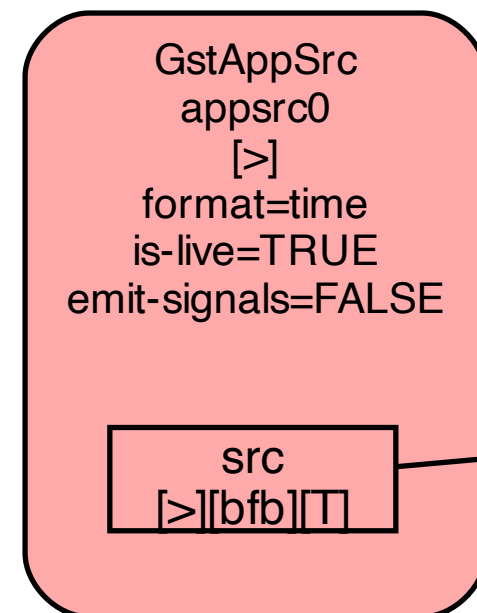 GstAppSrc
appsrc0
[>]
format=time
is-live=TRUE
emit-signals=FALSE
src
[>][bfb][T]